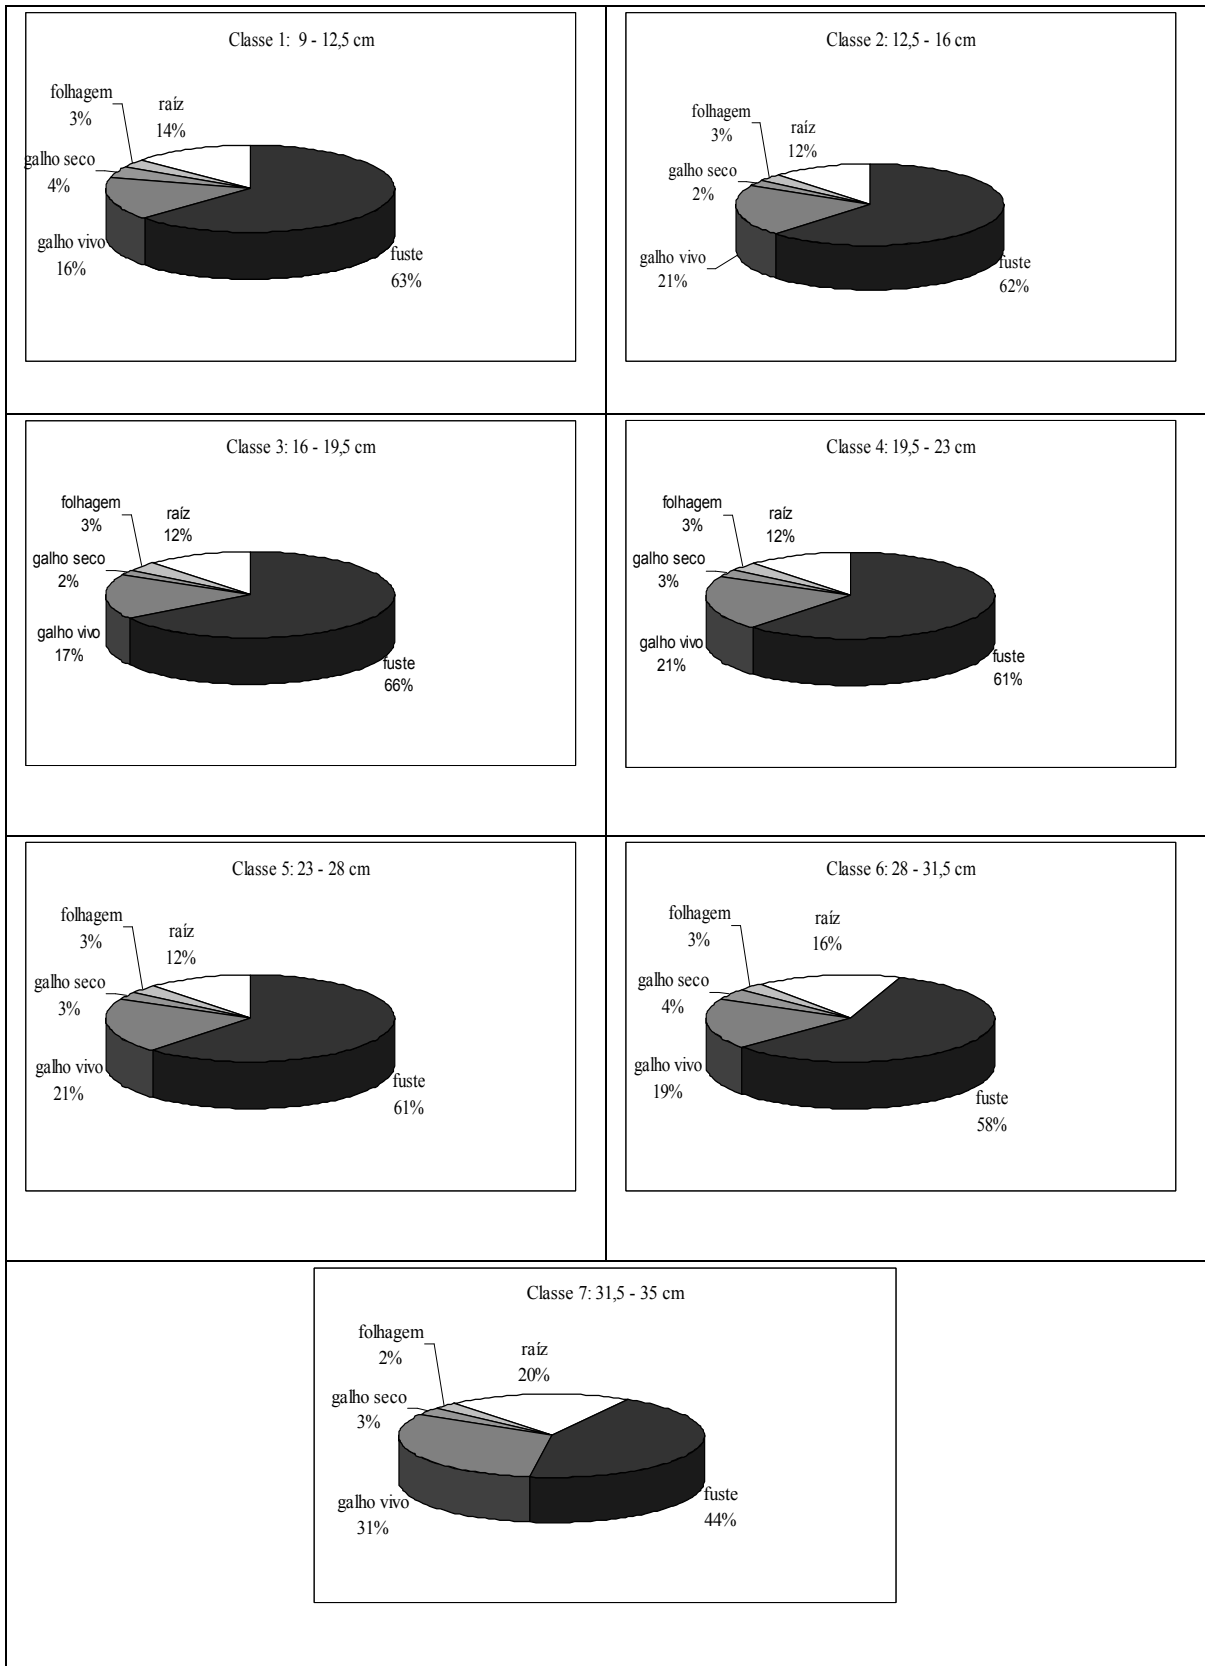 Classe 1:  9 - 12,5 cm
folhagem
3%
raíz
14%
galho seco
4%
galho vivo
16%
fuste
63%
Classe 2: 12,5 - 16 cm
folhagem
3%
raíz
12%
galho seco
2%
galho vivo
21%
fuste
62%
Classe 3: 16 - 19,5 cm
folhagem
3%
raíz
12%
galho seco
2%
galho vivo
17%
fuste
66%
Classe 4: 19,5 - 23 cm
folhagem
3%
raíz
12%
galho seco
3%
galho vivo
21%
fuste
61%
Classe 5: 23 - 28 cm
folhagem
3%
raíz
12%
galho seco
3%
galho vivo
21%
fuste
61%
Classe 6: 28 - 31,5 cm
folhagem
3%
raíz
16%
galho seco
4%
galho vivo
19%
fuste
58%
Classe 7: 31,5 - 35 cm
folhagem
2%
raíz
20%
galho seco
3%
galho vivo
31%
fuste
44%